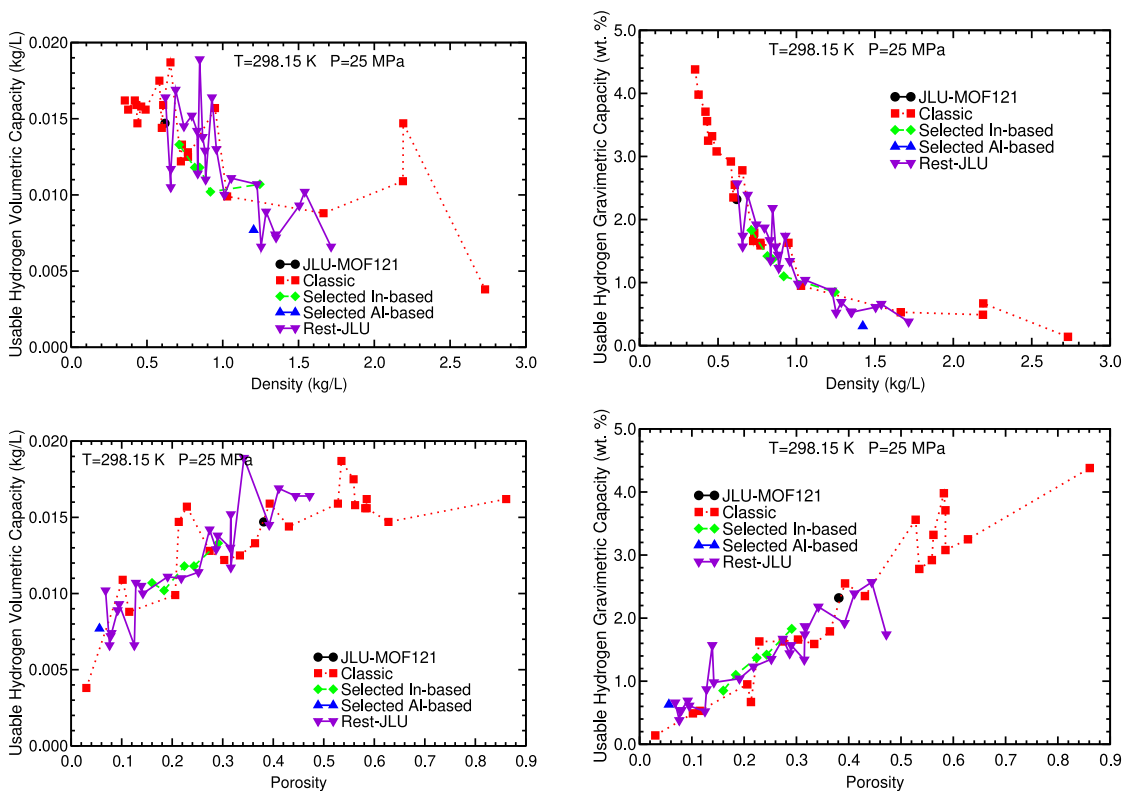 T=298.15 K P=25 MPa
Usable Hydrogen Volumetric Capacity (kg/L)
0.020
0.015
0.010
0.005
0.000
JLU-MOF121
Classic
Selected In-based
Selected Al-based
Rest-JLU
0.0 0.5 1.0 1.5 2.0 2.5 3.0
Density (kg/L)
T=298.15 K P=25 MPa
Usable Hydrogen Gravimetric Capacity (wt. %)
5.0
4.0
3.0
2.0
1.0
0.0
JLU-MOF121
Classic
Selected In-based
Selected Al-based
Rest-JLU
0.0 0.5 1.0 1.5 2.0 2.5 3.0
Density (kg/L)
T=298.15 K P=25 MPa
Usable Hydrogen Volumetric Capacity (kg/L)
0.020
0.015
0.010
0.005
0.000
JLU-MOF121
Classic
Selected In-based
Selected Al-based
Rest-JLU
0.0 0.1 0.2 0.3 0.4 0.5 0.6 0.7 0.8 0.9
Porosity
T=298.15 K P=25 MPa
Usable Hydrogen Gravimetric Capacity (wt. %)
5.0
4.0
3.0
2.0
1.0
0.0
JLU-MOF121
Classic
Selected In-based
Selected Al-based
Rest-JLU
0.0 0.1 0.2 0.3 0.4 0.5 0.6 0.7 0.8 0.9
Porosity